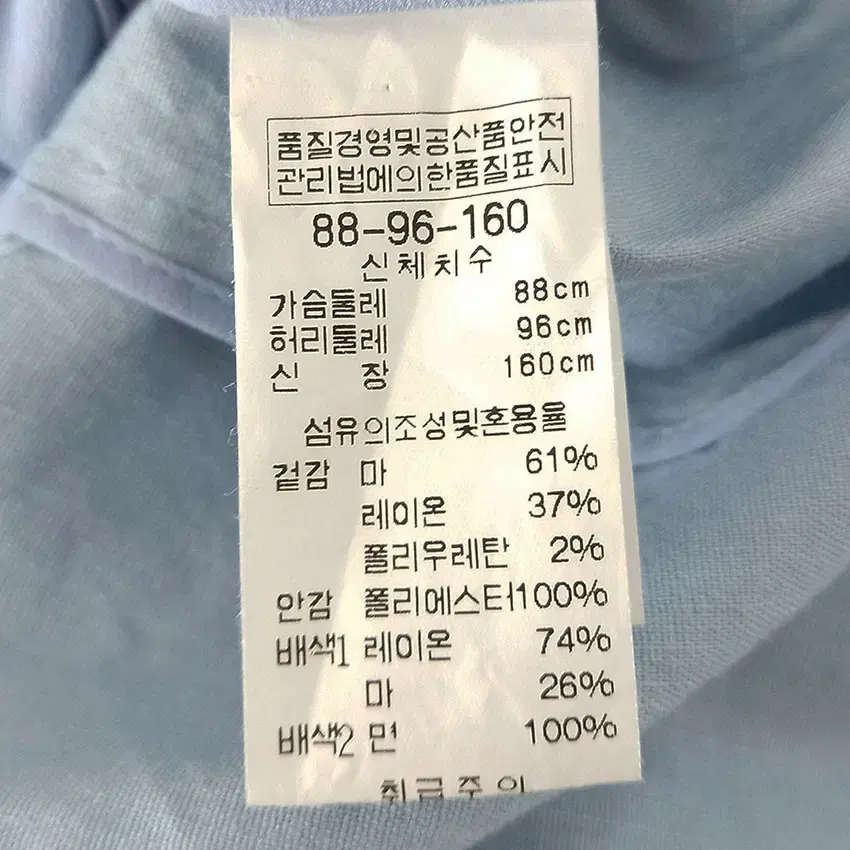 품질경영및공산품안전
관리법에의한품질표시
88-96-160
신체치수
가슴둘레 88cm
허리둘레 96cm
신 장 160cm
섬유의조성및혼용율
겉감 마 61%
레이온 37%
폴리우레탄 2%
안감 폴리에스터100%
배색1 레이온 74%
마 26%
배색2 면 100%
취급주의